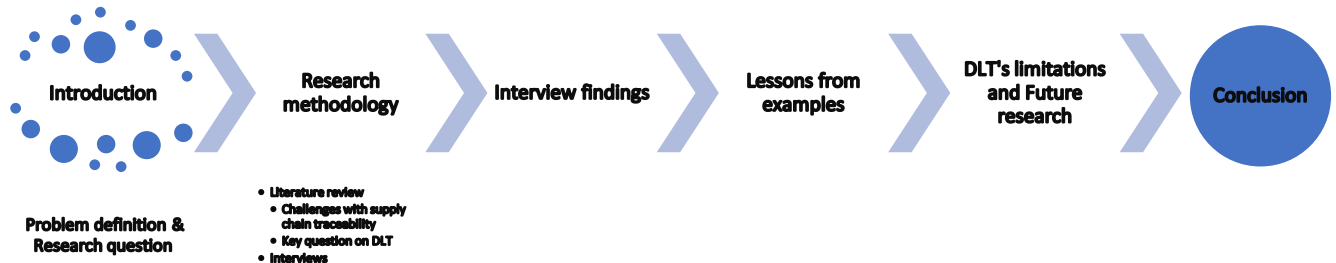 Introduction
Problem definition &
Research question
Research
methodology
• Literature review
• Challenges with supply
chain traceability
• Key question on DLT
• Interviews
Interview findings
Lessons from
examples
DLT's limitations
and Future
research
Conclusion